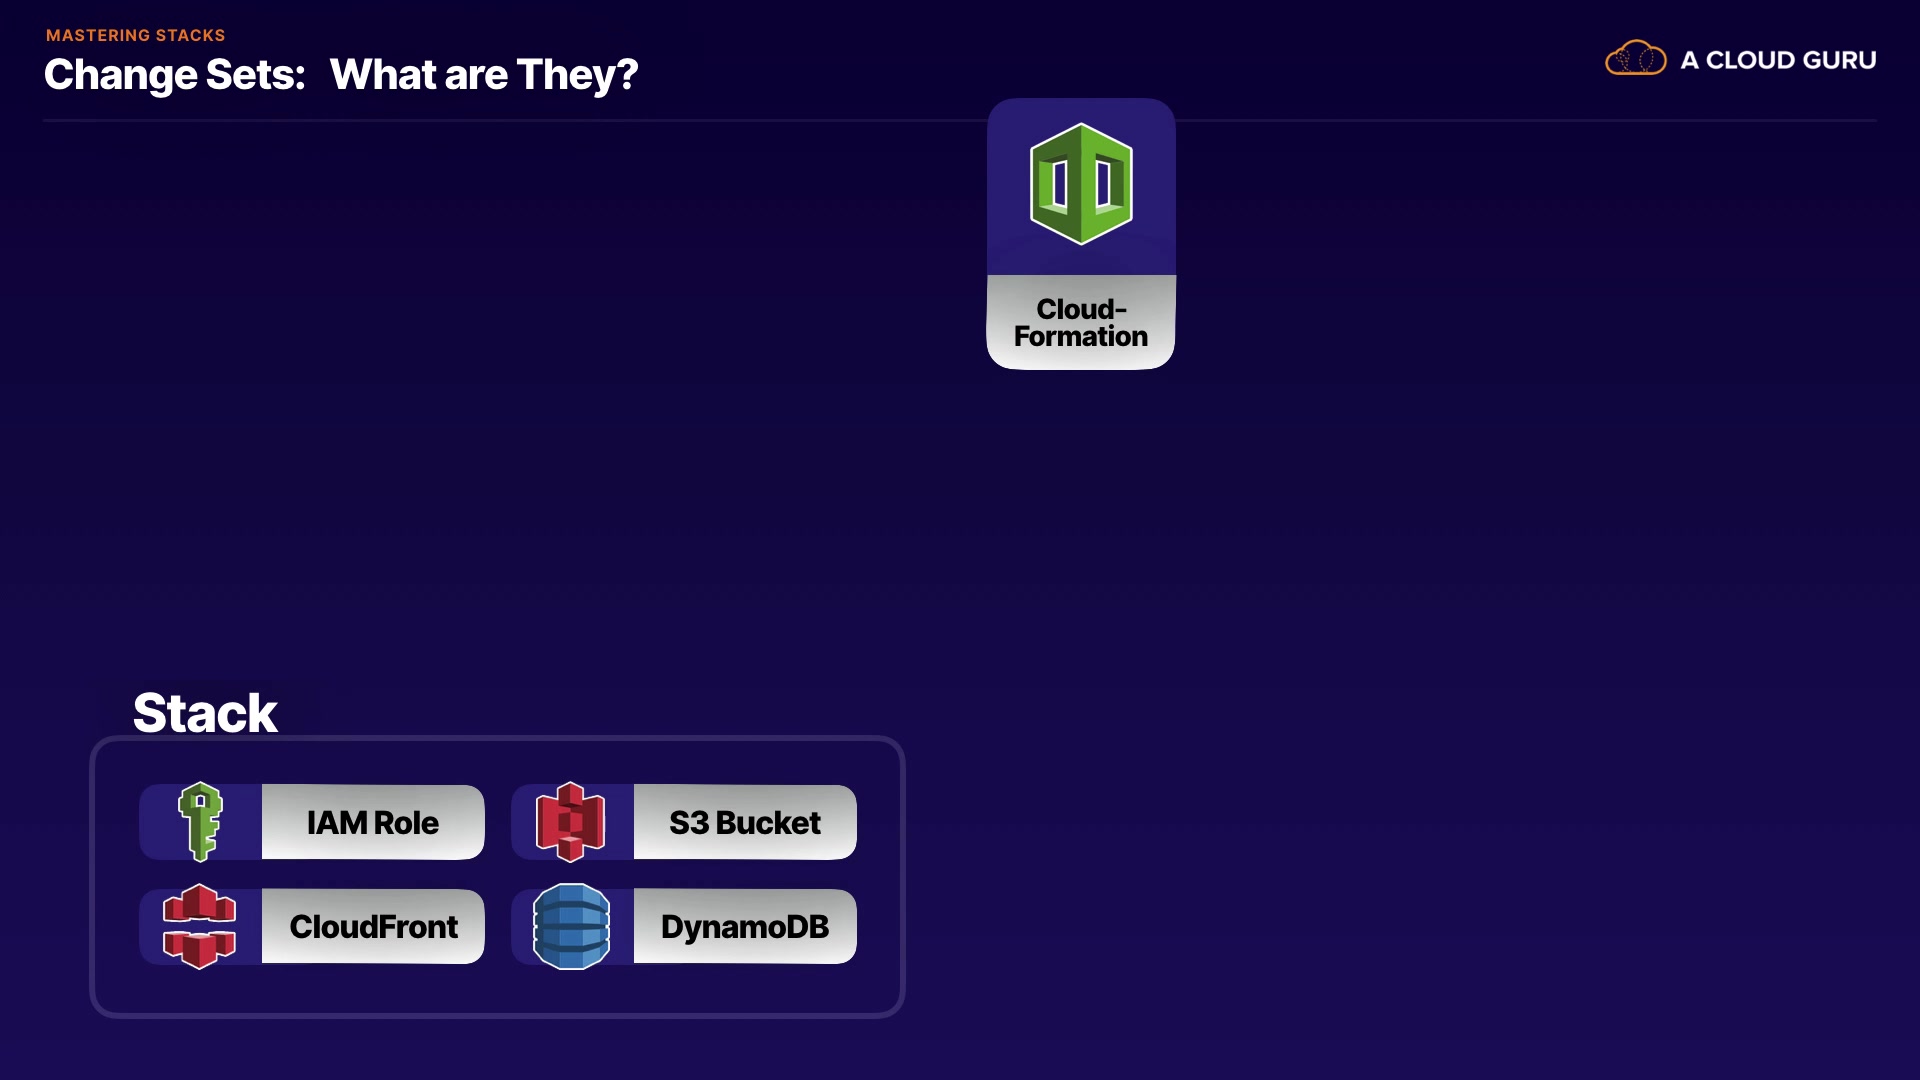 MASTERING STACKS
Change Sets: What are They?
A CLOUD GURU
Cloud-
Formation
Stack
IAM Role
S3 Bucket
CloudFront
DynamoDB